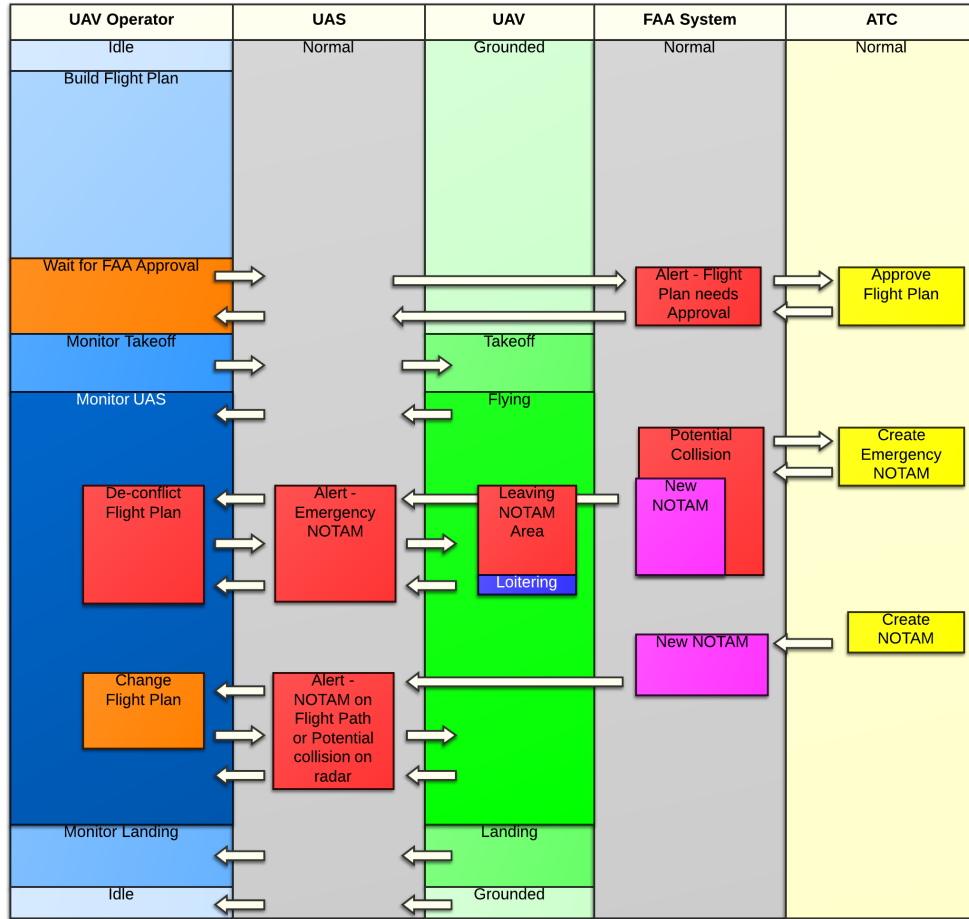 UAV Operator
UAS
UAV
FAA System
ATC
Idle
Normal
Grounded
Normal
Normal
Build Flight Plan
Wait for FAA Approval
Alert - Flight
Plan needs
Approval
Approve
Flight Plan
Monitor Takeoff
Takeoff
Monitor UAS
Flying
Potential
Collision
Create
Emergency
NOTAM
New
NOTAM
De-conflict
Flight Plan
Alert -
Emergency
NOTAM
Leaving
NOTAM
Area
Loitering
Create
NOTAM
New NOTAM
Change
Flight Plan
Alert -
NOTAM on
Flight Path
or Potential
collision on
radar
Monitor Landing
Landing
Idle
Grounded